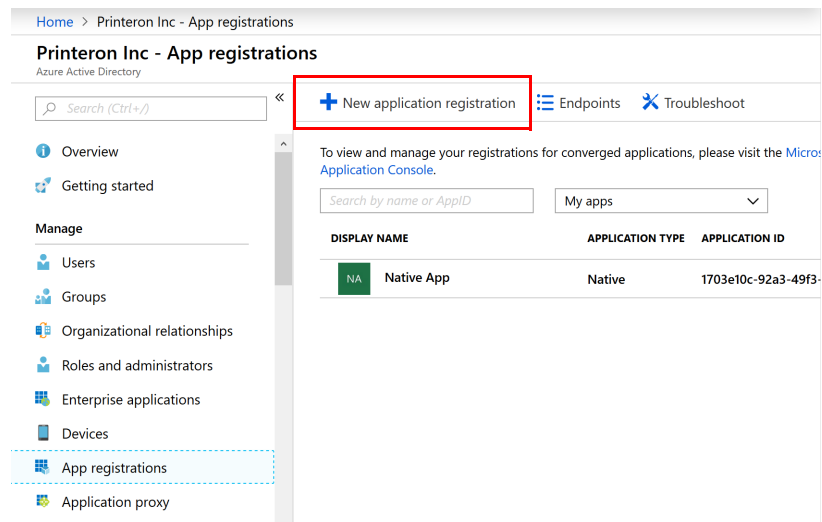 Home > Printeron Inc - App registrations
Printeron Inc - App registrations
Azure Active Directory
Search (Ctrl+/)
Overview
Getting started
Manage
Users
Groups
Organizational relationships
Roles and administrators
Enterprise applications
Devices
App registrations
Application proxy
New application registration Endpoints Troubleshoot
To view and manage your registrations for converged applications, please visit the
Application Console.
Search by name or AppID My apps
DISPLAY NAME APPLICATION TYPE APPLICATION ID
NA Native App Native 1703e10c-92a3-49f3-